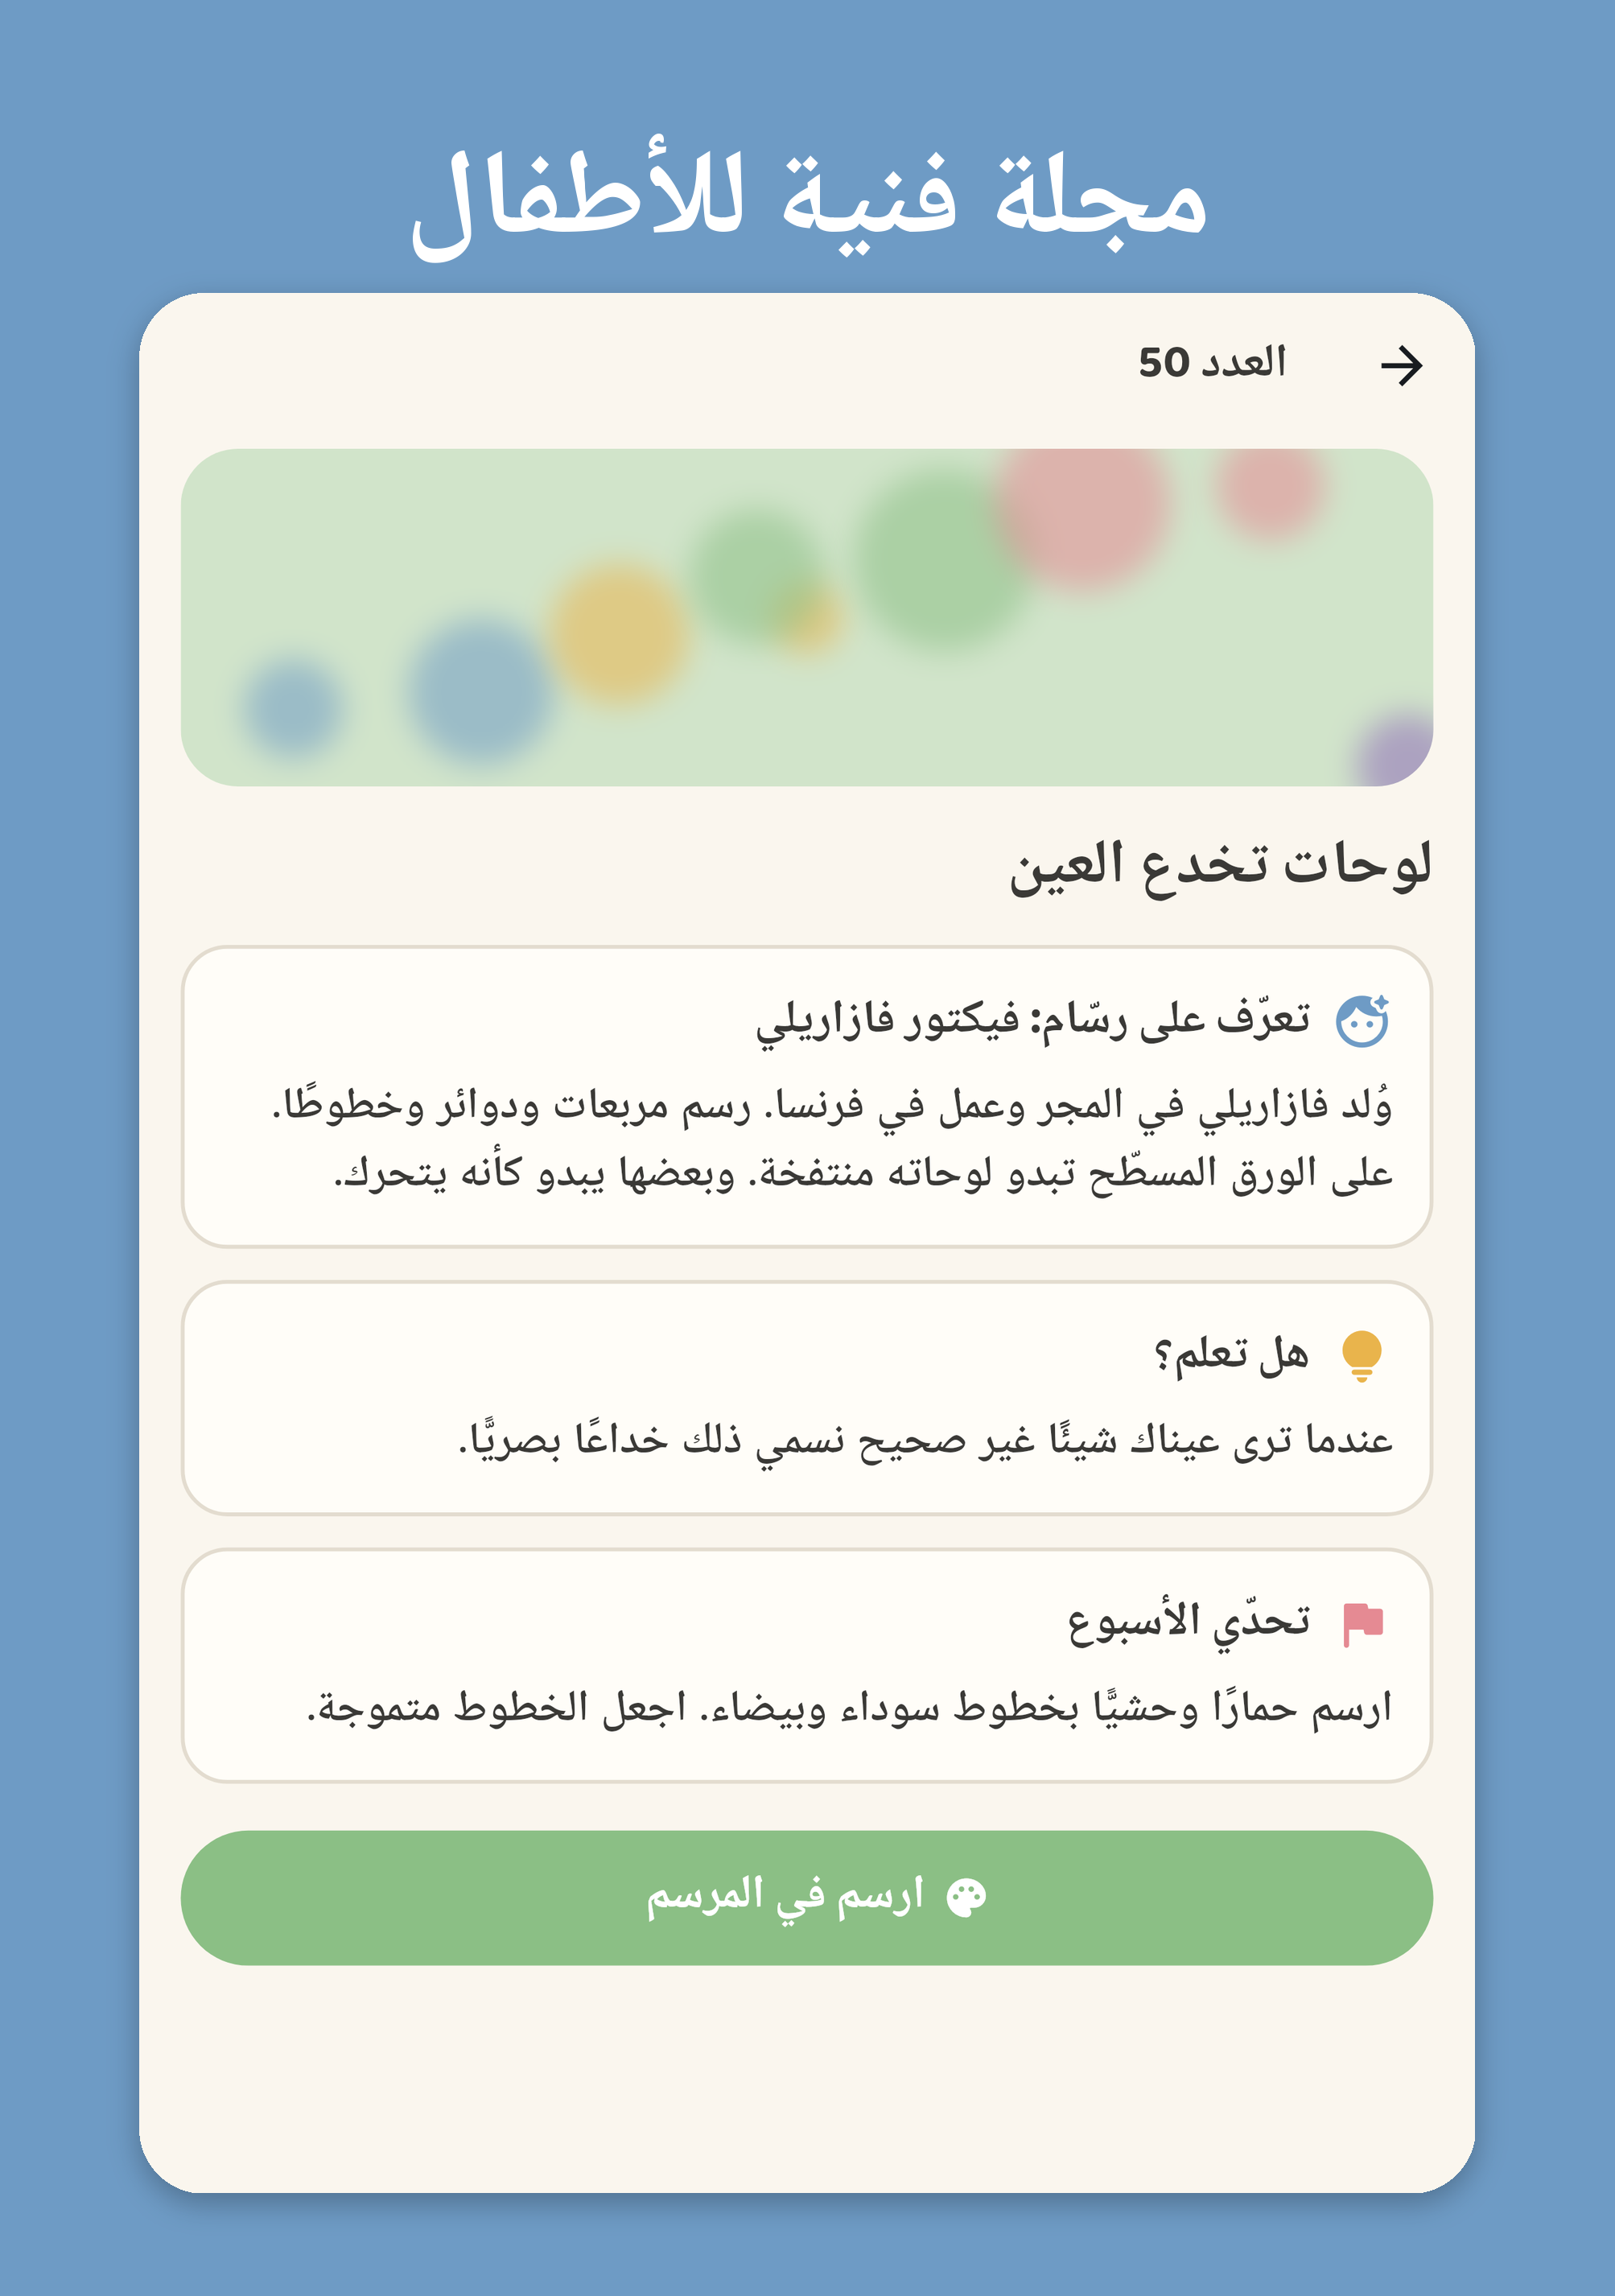 مجلة فنية للأطفال
العدد 50
لوحات تخدع العين
تعرّف على رسّام: فيكتور فازاريلي
وُلد فازاريلي في المجر وعمل في فرنسا. رسم مربعات ودوائر وخطوطًا.
على الورق المسطّح تبدو لوحاته منتفخة. وبعضها يبدو كأنه يتحرك.
هل تعلم؟
عندما ترى عيناك شيئًا غير صحيح نسمي ذلك خداعًا بصريًّا.
تحدّي الأسبوع
ارسم حمارًا وحشيًّا بخطوط سوداء وبيضاء. اجعل الخطوط متموجة.
ارسم في المرسم